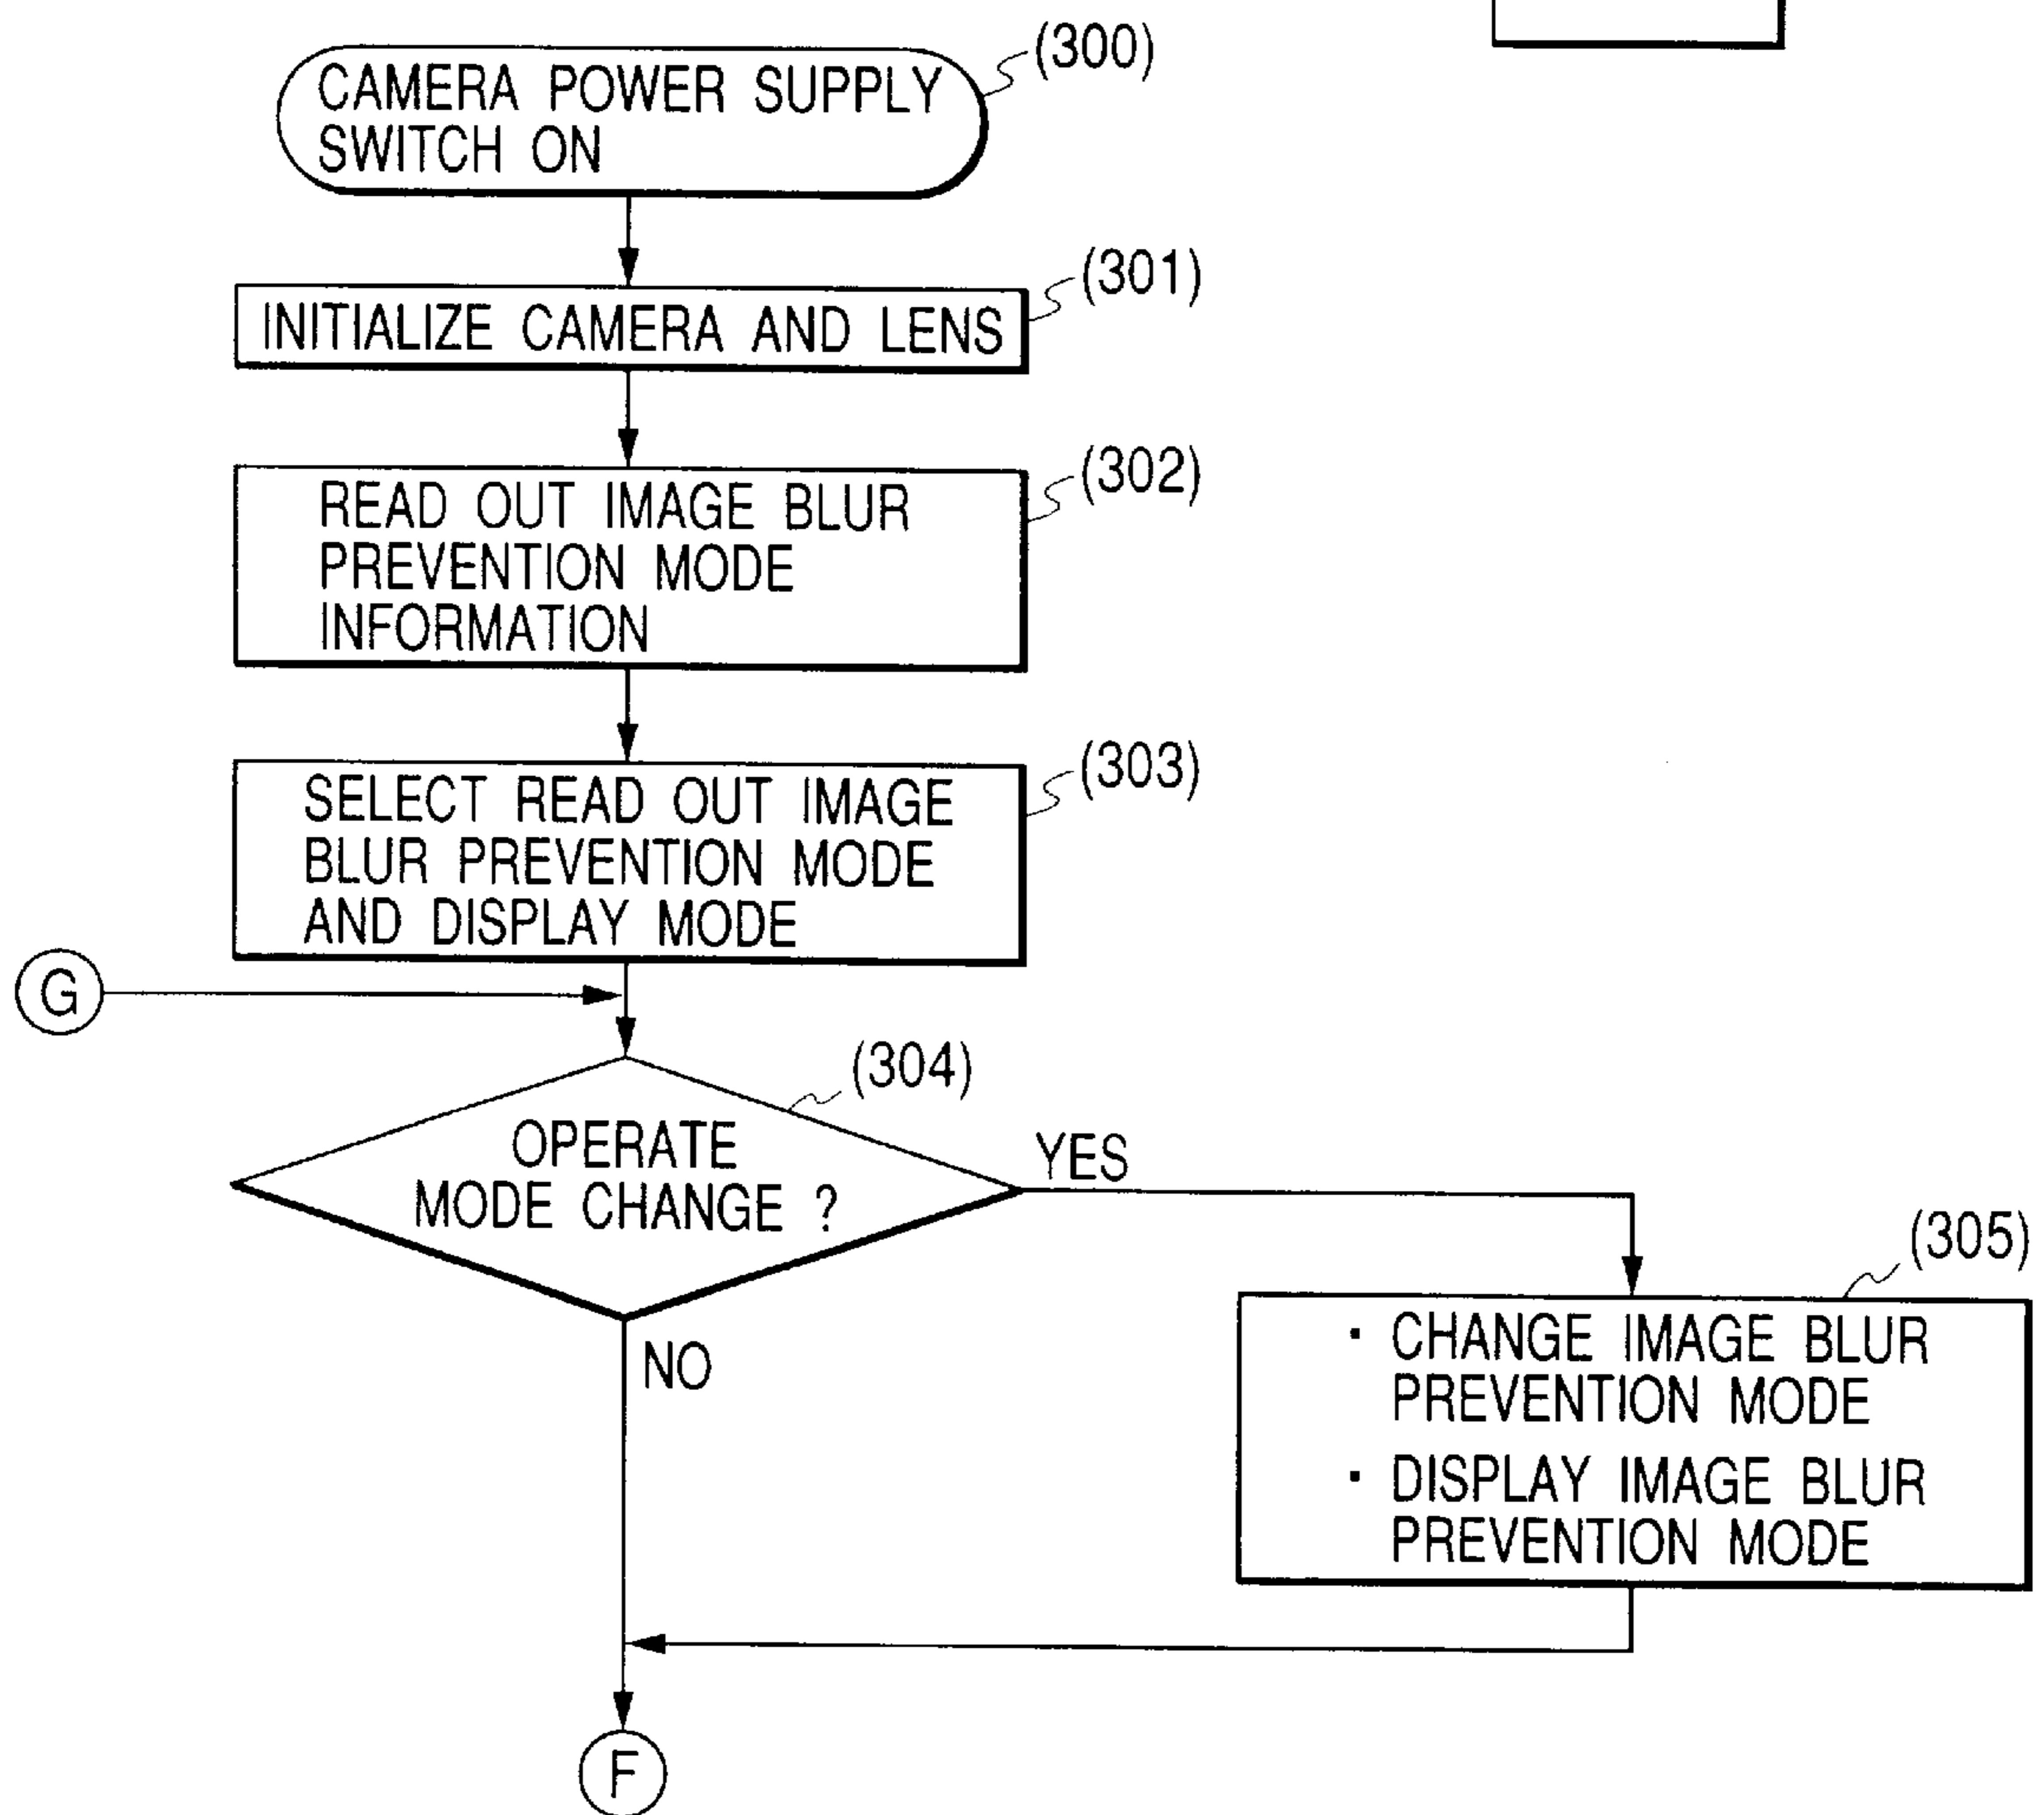 CAMERA POWER SUPPLY
SWITCH ON
(300)
INITIALIZE CAMERA AND LENS
(301)
READ OUT IMAGE BLUR
PREVENTION MODE
INFORMATION
(302)
SELECT READ OUT IMAGE
BLUR PREVENTION MODE
AND DISPLAY MODE
(303)
G
OPERATE
MODE CHANGE ?
(304)
YES
NO
(305)
· CHANGE IMAGE BLUR
PREVENTION MODE
· DISPLAY IMAGE BLUR
PREVENTION MODE
F